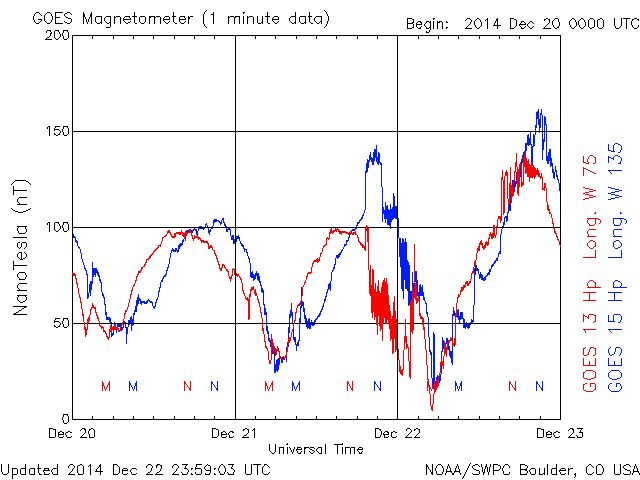 GOES Magnetometer (1 minute data)
Begin: 2014 Dec 20 0000 UTC
200
150
100
50
0
NanoTesla (nT)
M M N N M M N N M M N N
Dec 20 Dec 21 Dec 22 Dec 23
Universal Time
GOES 13 Hp Long. W 75
GOES 15 Hp Long. W 135
Updated 2014 Dec 22 23:59:03 UTC
NOAA/SWPC Boulder, CO USA